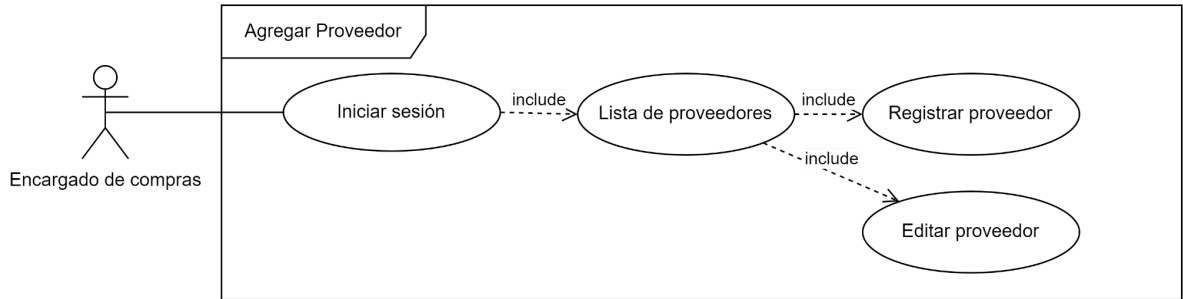 Agregar Proveedor
Iniciar sesión
include
Lista de proveedores
include
Registrar proveedor
include
Encargado de compras
Editar proveedor